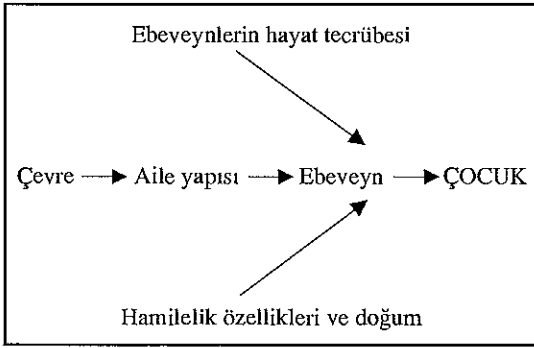 Ebeveynlerin hayat tecrübesi
Çevre Aile yapısı Ebeveyn ÇOCUK
Hamilelik özellikleri ve doğum